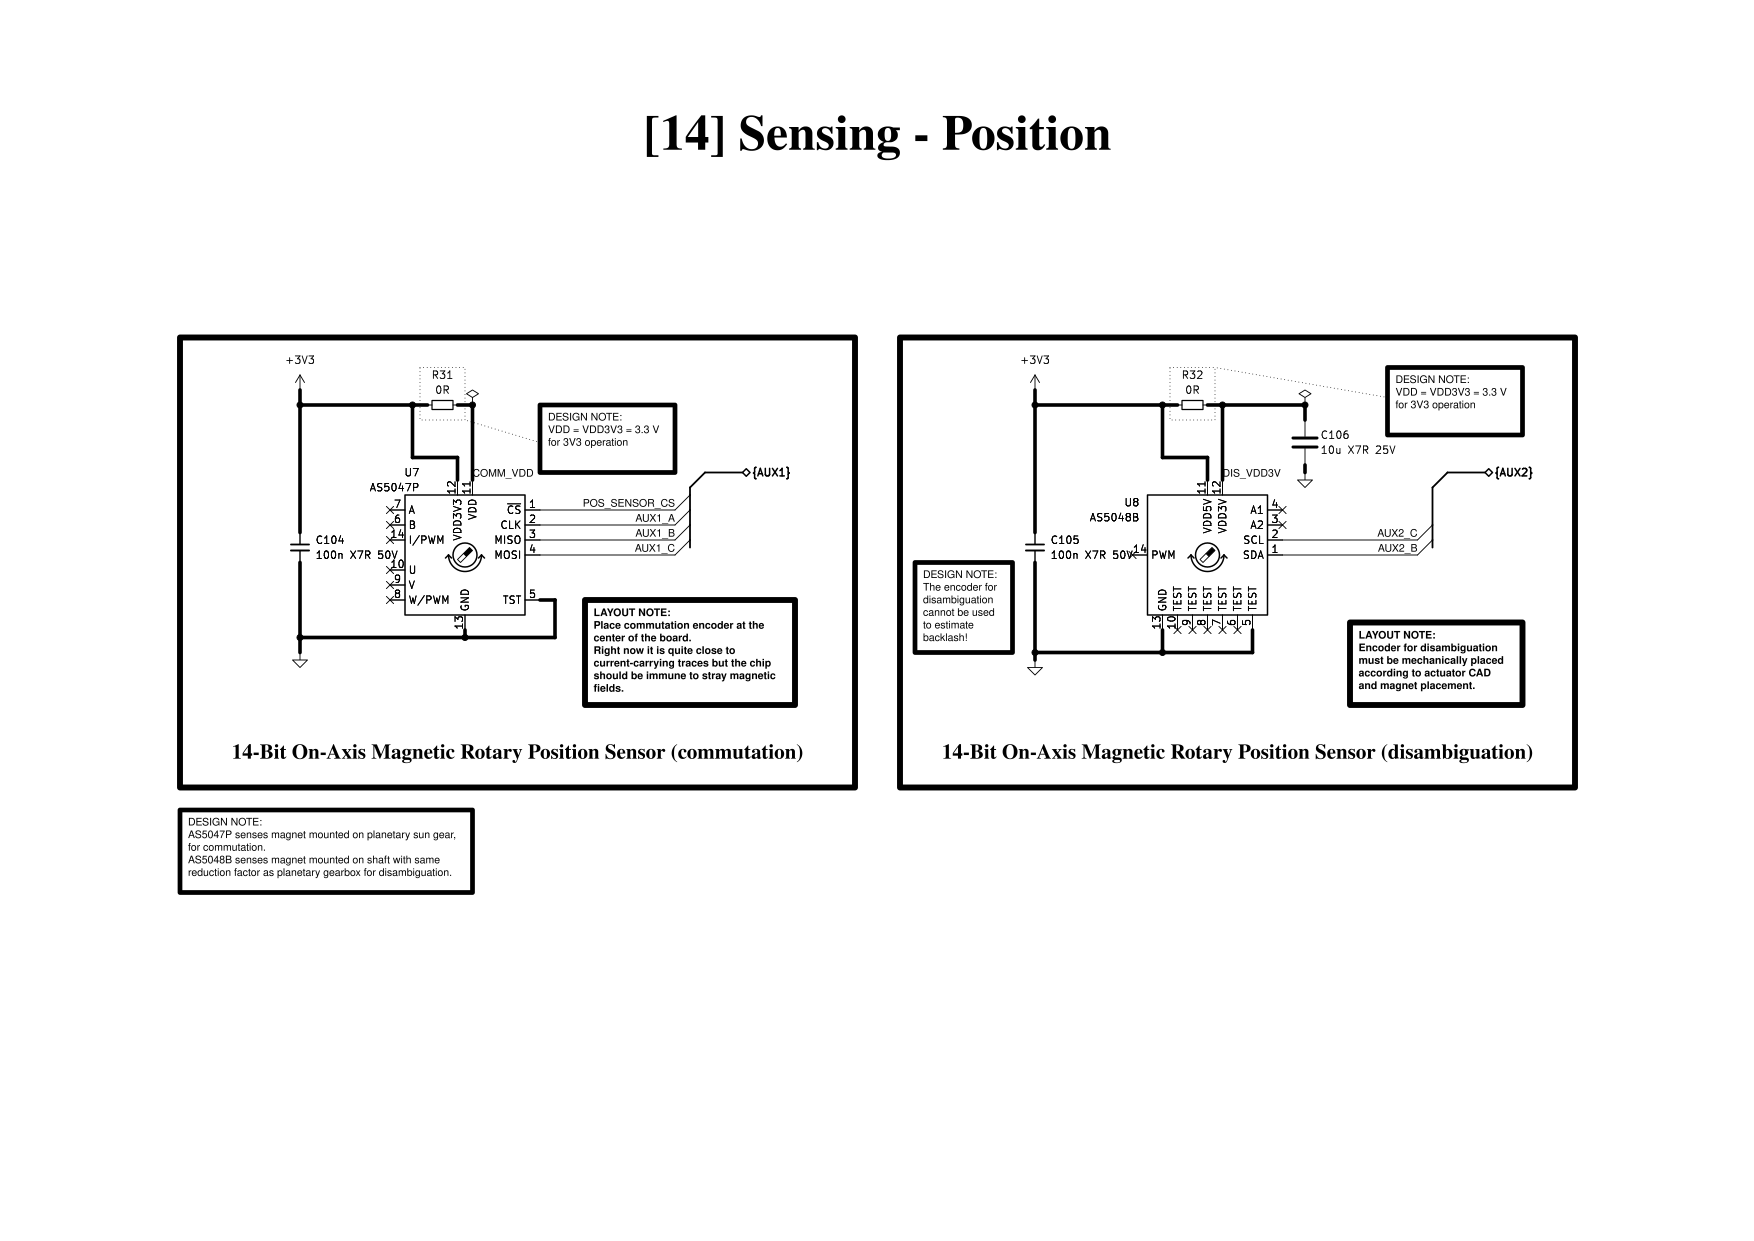 [14] Sensing - Position
+3V3
R31
0R
DESIGN NOTE:
VDD = VDD3V3 = 3.3 V
for 3V3 operation
COMM_VDD
{AUX1}
U7
AS5047P
12
11
VDD3V3
VDD
7
A
6
B
14
I/PWM
10
U
9
V
8
W/PWM
CS
1
POS_SENSOR_CS
CLK
2
AUX1_A
MISO
3
AUX1_B
MOSI
4
AUX1_C
TST
5
GND
13
C104
100n X7R 50V
LAYOUT NOTE:
Place commutation encoder at the
center of the board.
Right now it is quite close to
current-carrying traces but the chip
should be immune to stray magnetic
fields.
14-Bit On-Axis Magnetic Rotary Position Sensor (commutation)
DESIGN NOTE:
AS5047P senses magnet mounted on planetary sun gear,
for commutation.
AS5048B senses magnet mounted on shaft with same
reduction factor as planetary gearbox for disambiguation.
+3V3
R32
0R
DESIGN NOTE:
VDD = VDD3V3 = 3.3 V
for 3V3 operation
C106
10u X7R 25V
DIS_VDD3V
{AUX2}
U8
AS5048B
11
12
VDD5V
VDD3V
A1
4
A2
3
SCL
2
AUX2_C
SDA
1
AUX2_B
14
PWM
C105
100n X7R 50V
GND
TEST
TEST
TEST
TEST
TEST
TEST
13
10
9
8
7
6
5
DESIGN NOTE:
The encoder for
disambiguation
cannot be used
to estimate
backlash!
LAYOUT NOTE:
Encoder for disambiguation
must be mechanically placed
according to actuator CAD
and magnet placement.
14-Bit On-Axis Magnetic Rotary Position Sensor (disambiguation)